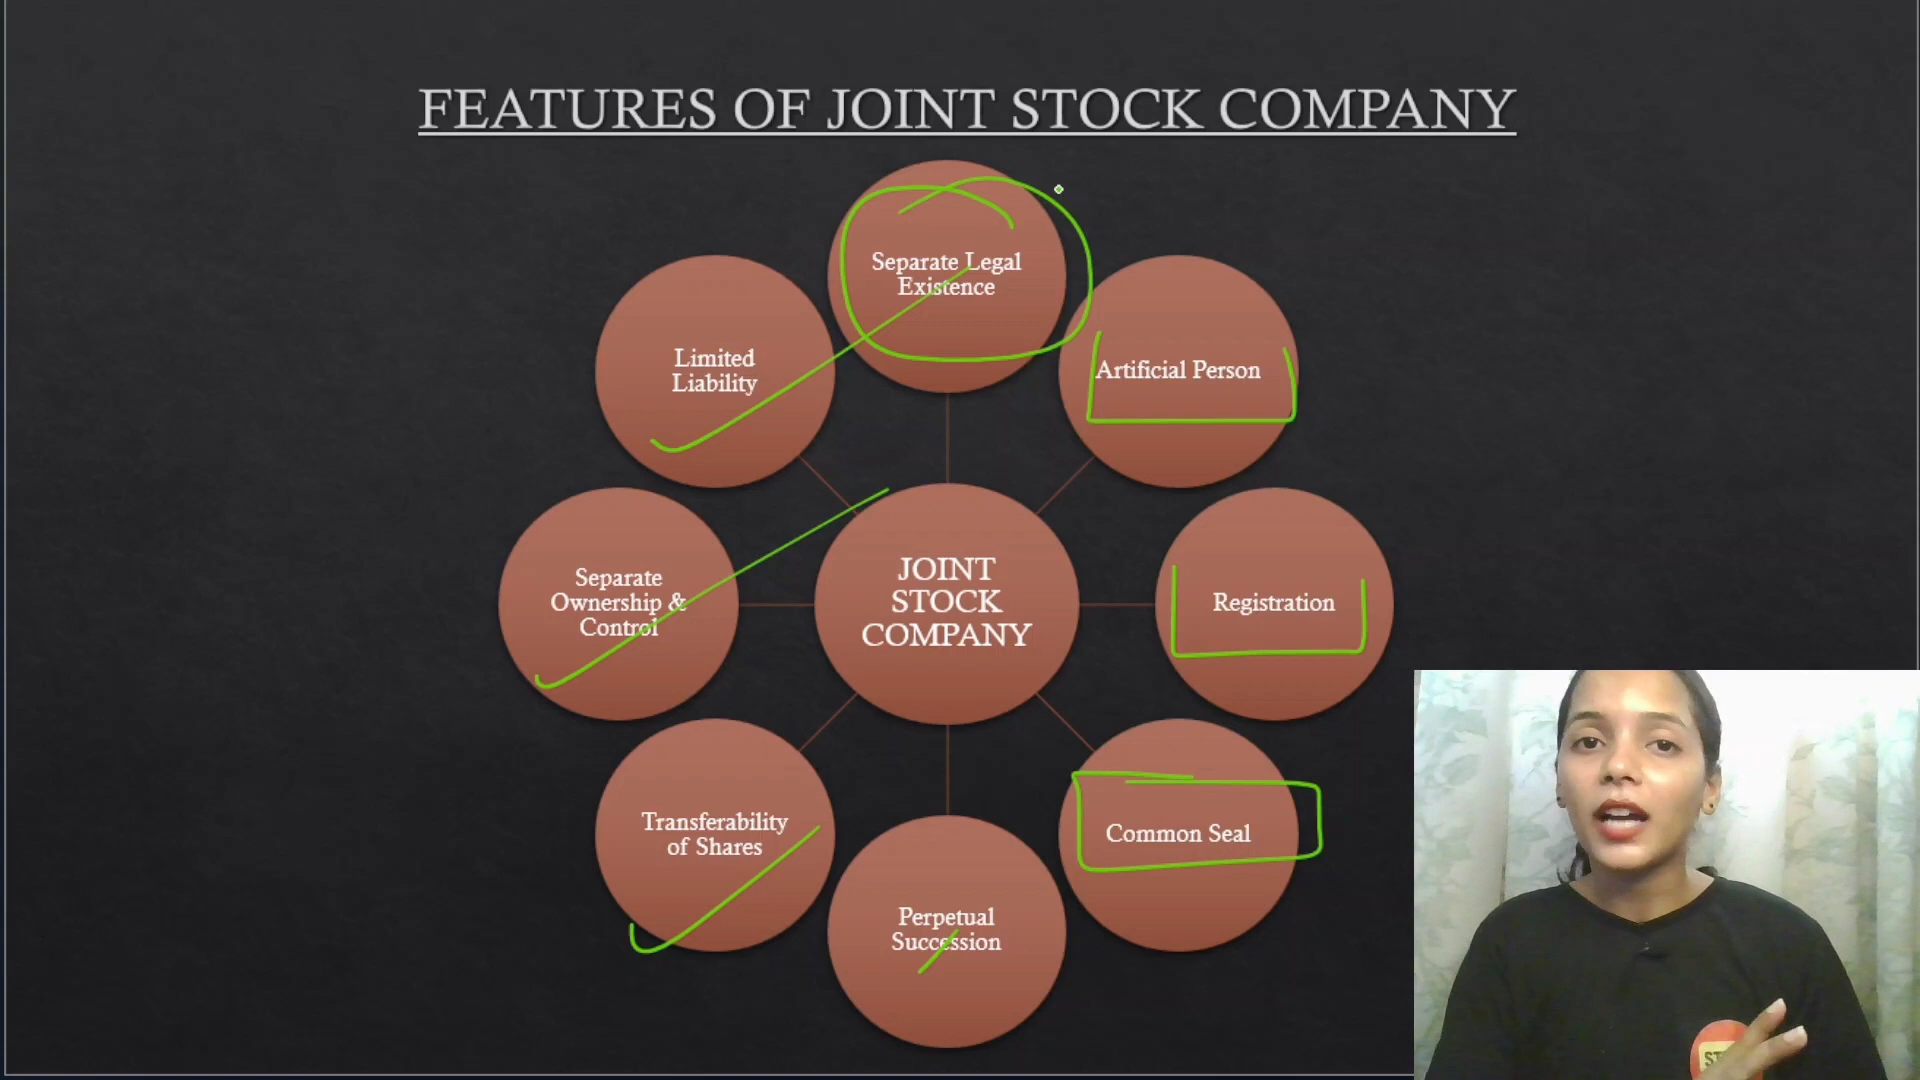 FEATURES OF JOINT STOCK COMPANY
Separate Legal
Existence
Artificial Person
Registration
Common Seal
Perpetual
Succession
Transferability
of Shares
Separate
Ownership &
Control
Limited
Liability
JOINT
STOCK
COMPANY